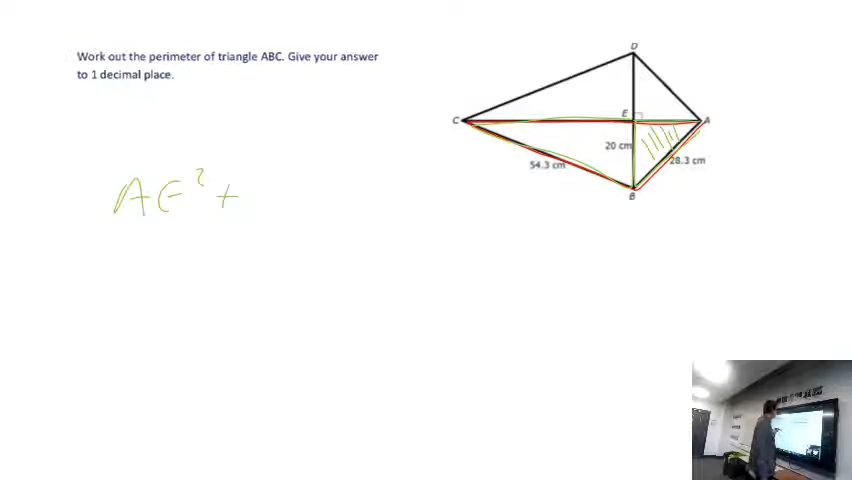 Work out the perimeter of triangle ABC. Give your answer
to 1 decimal place.
D
C
E
A
20 cm
54.3 cm
28.3 cm
B
AE² +